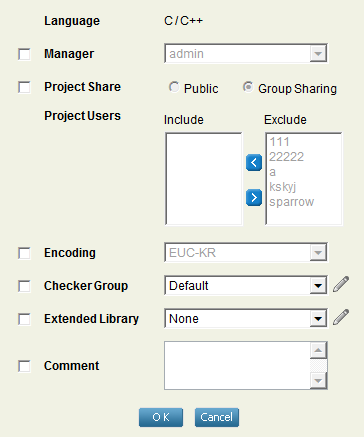 Language C / C++
Manager admin
Project Share Public Group Sharing
Project Users Include Exclude
111
22222
a
kskyj
sparrow
Encoding EUC-KR
Checker Group Default
Extended Library None
Comment
OK Cancel